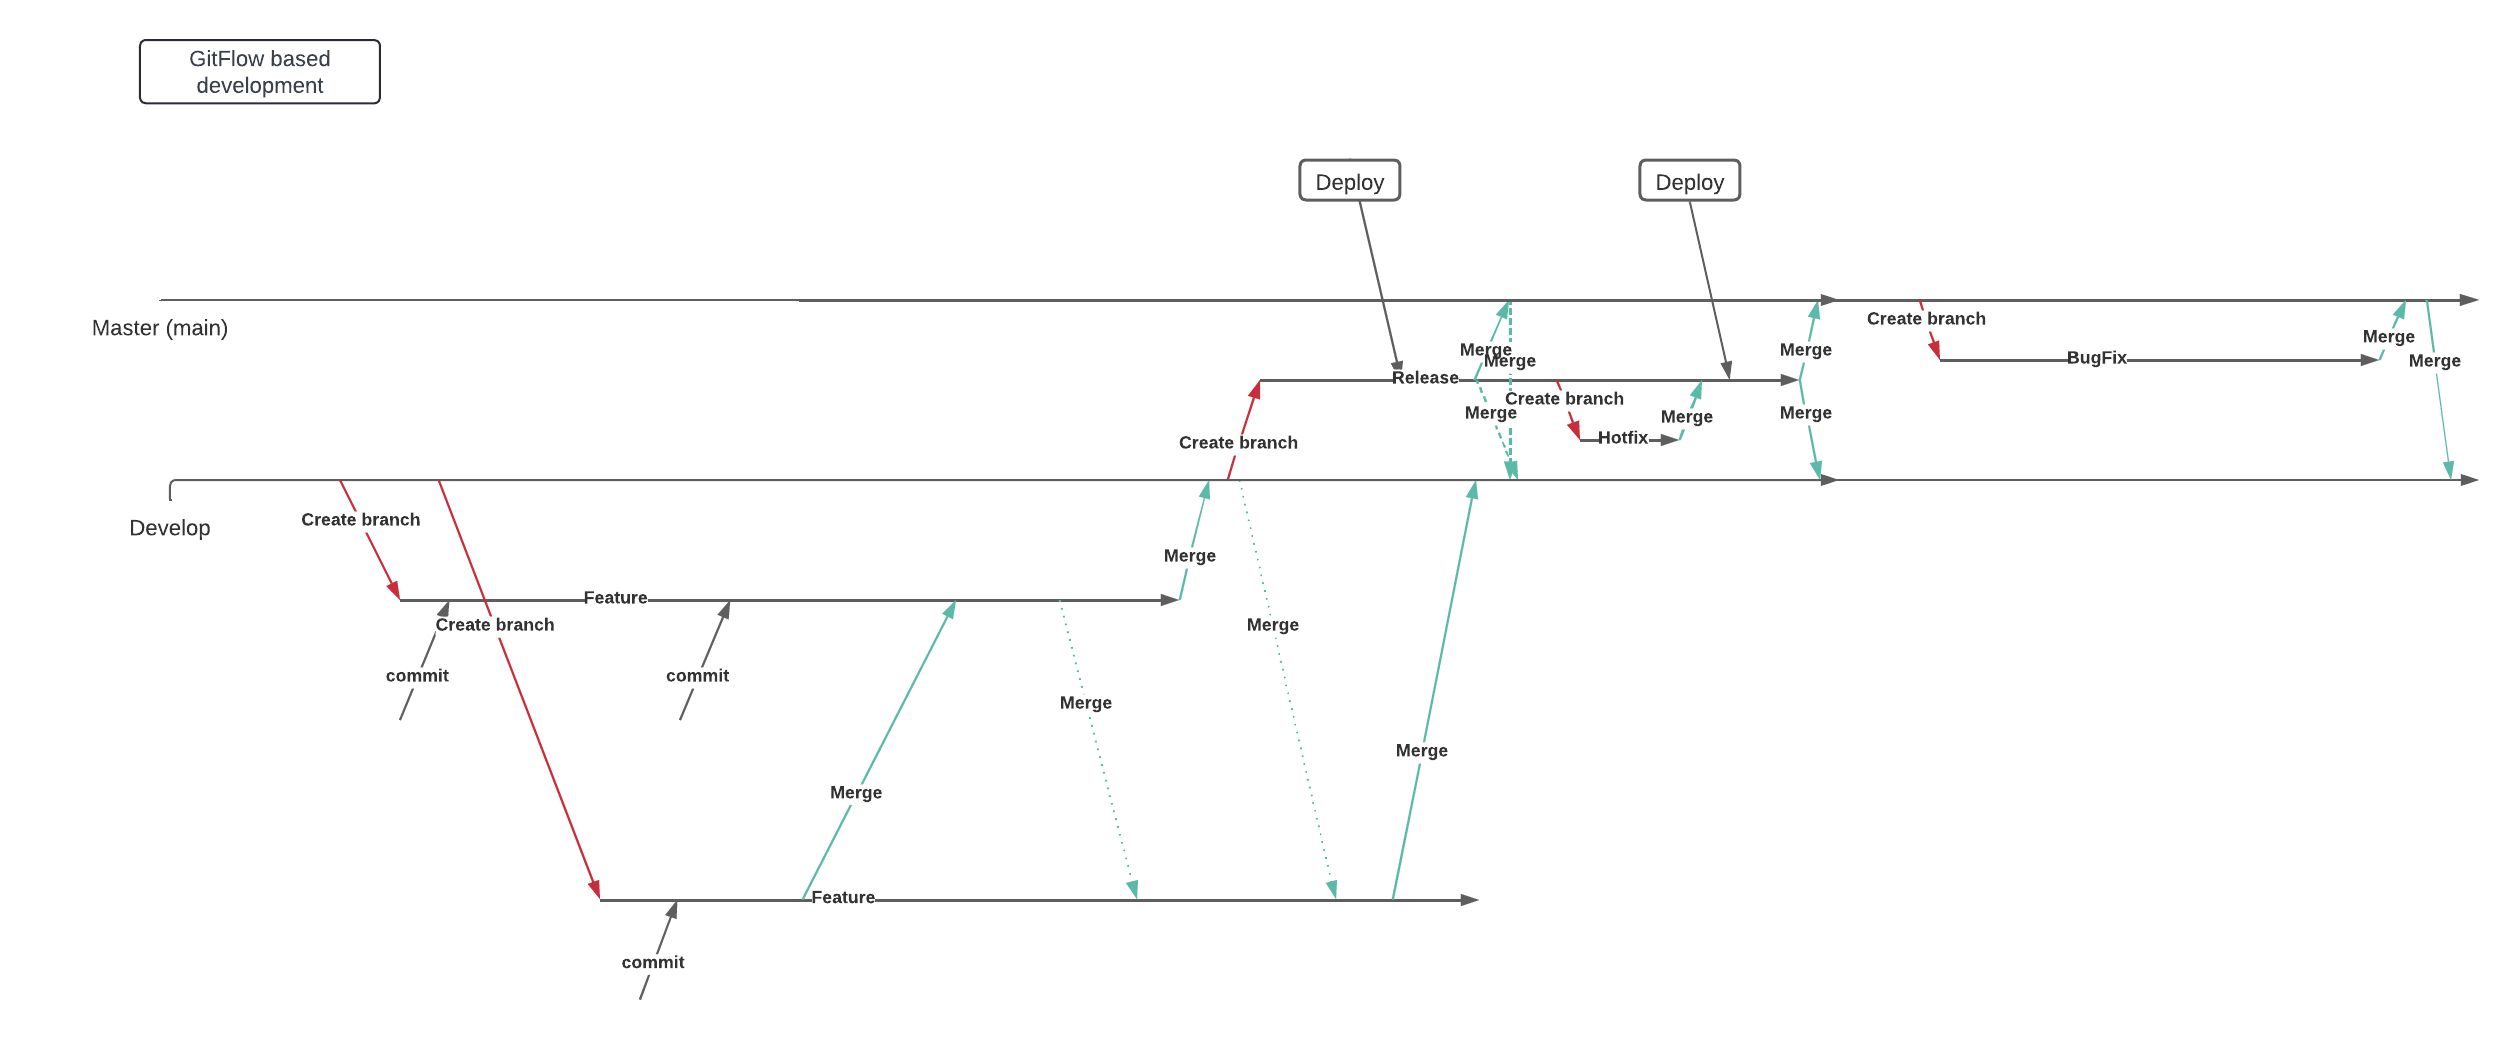 GitFlow based
development
Deploy
Deploy
Master (main)
Create branch
Merge
Merge
Merge
Merge
BugFix
Merge
Release
Create branch
Merge
Merge
Merge
Hotfix
Create branch
Develop
Create branch
Merge
Feature
Create branch
Merge
commit
commit
Merge
Merge
Merge
Feature
commit